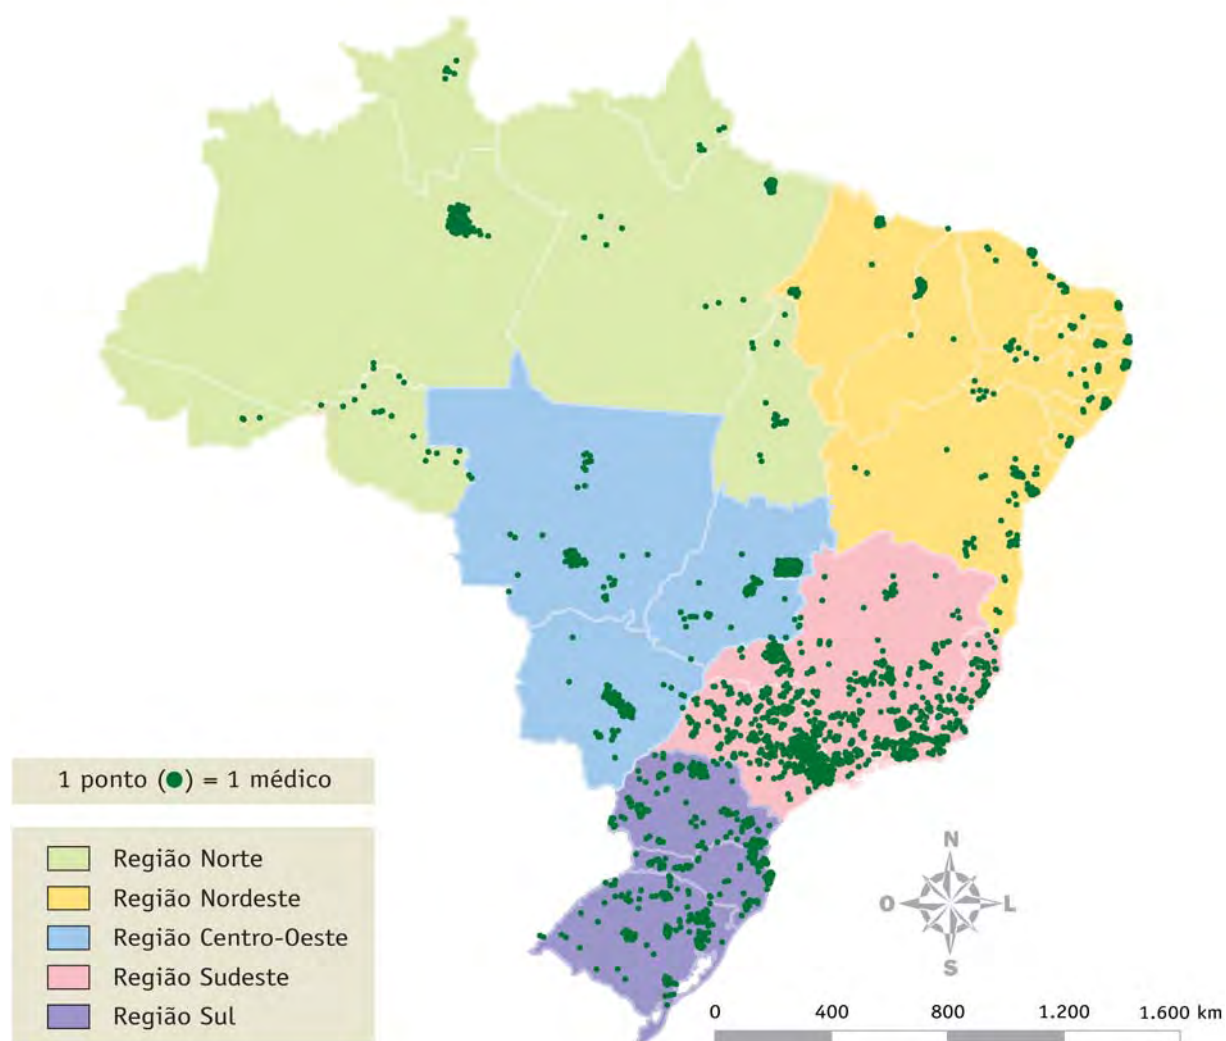 1 ponto (●) = 1 médico
Região Norte
Região Nordeste
Região Centro-Oeste
Região Sudeste
Região Sul
N
O
L
S
0 400 800 1.200 1.600 km